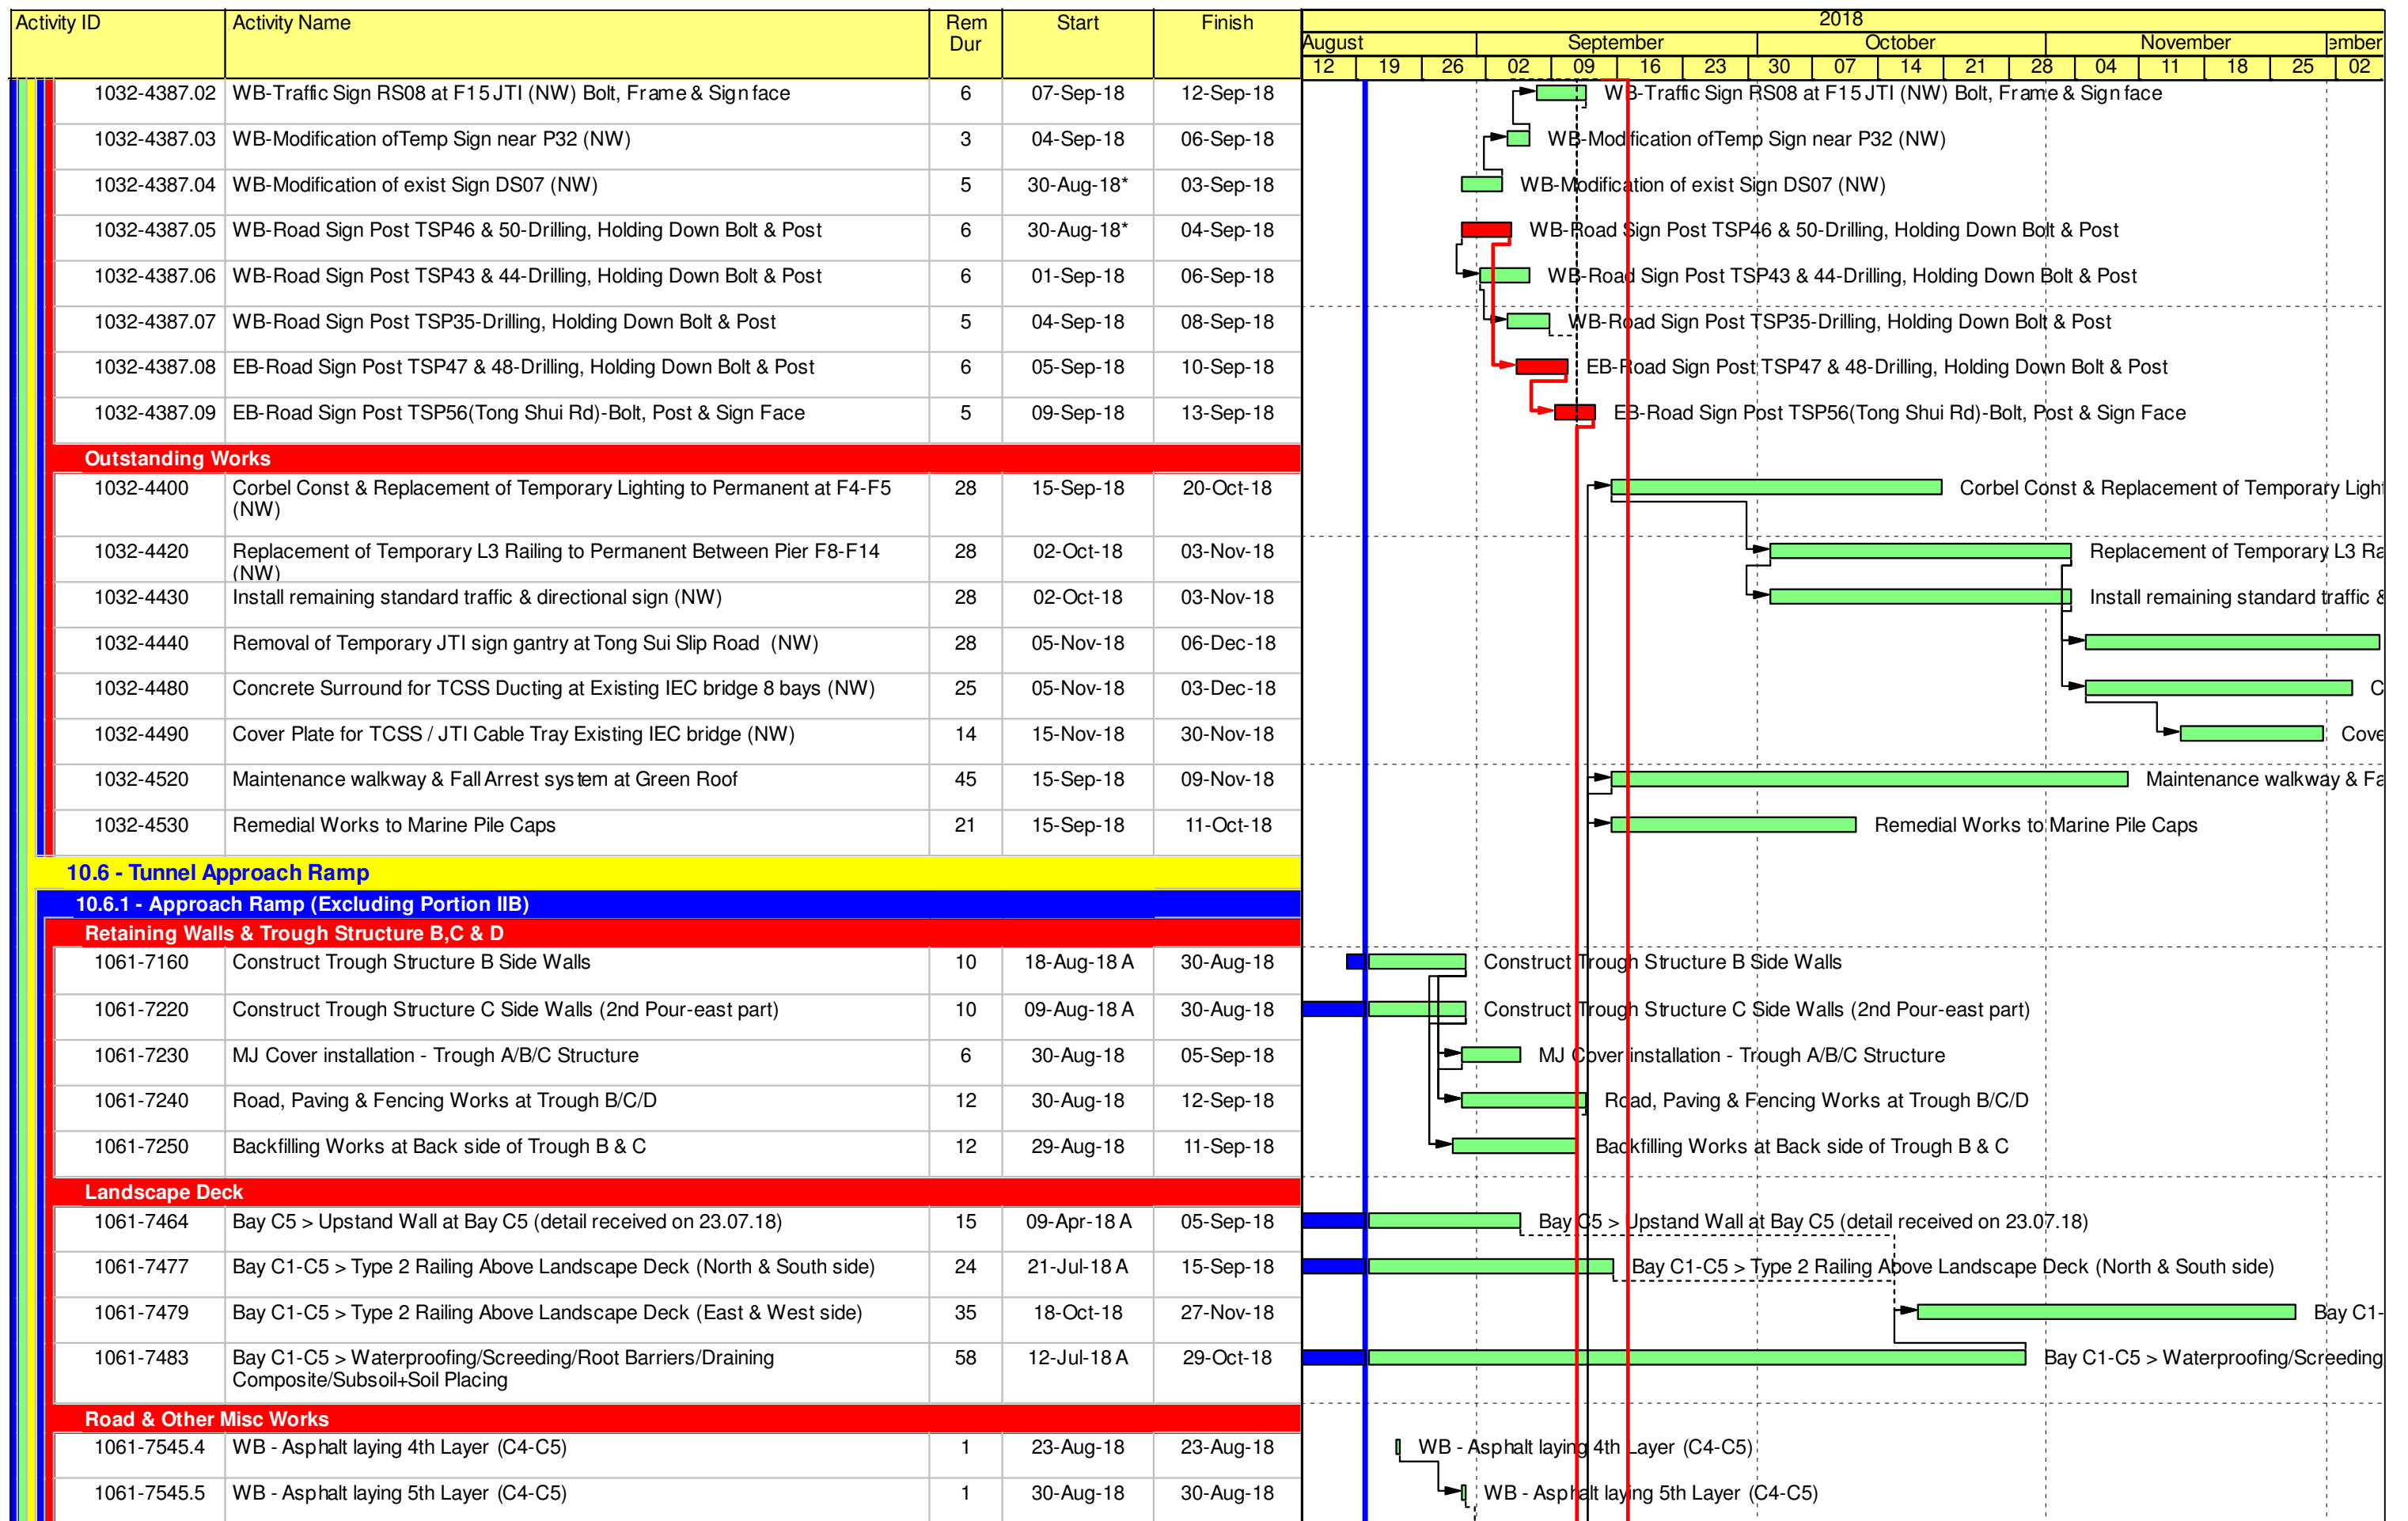 Activity ID Activity Name Rem Dur Start Finish 2018
August September October November ember
12 19 26 02 09 16 23 30 07 14 21 28 04 11 18 25 02
1032-4387.02 WB-Traffic Sign RS08 at F15 JTI (NW) Bolt, Frame & Sign face 6 07-Sep-18 12-Sep-18 WB-Traffic Sign RS08 at F15 JTI (NW) Bolt, Frame & Sign face
1032-4387.03 WB-Modification ofTemp Sign near P32 (NW) 3 04-Sep-18 06-Sep-18 WB-Modification ofTemp Sign near P32 (NW)
1032-4387.04 WB-Modification of exist Sign DS07 (NW) 5 30-Aug-18* 03-Sep-18 WB-Modification of exist Sign DS07 (NW)
1032-4387.05 WB-Road Sign Post TSP46 & 50-Drilling, Holding Down Bolt & Post 6 30-Aug-18* 04-Sep-18 WB-Road Sign Post TSP46 & 50-Drilling, Holding Down Bolt & Post
1032-4387.06 WB-Road Sign Post TSP43 & 44-Drilling, Holding Down Bolt & Post 6 01-Sep-18 06-Sep-18 WB-Road Sign Post TSP43 & 44-Drilling, Holding Down Bolt & Post
1032-4387.07 WB-Road Sign Post TSP35-Drilling, Holding Down Bolt & Post 5 04-Sep-18 08-Sep-18 WB-Road Sign Post TSP35-Drilling, Holding Down Bolt & Post
1032-4387.08 EB-Road Sign Post TSP47 & 48-Drilling, Holding Down Bolt & Post 6 05-Sep-18 10-Sep-18 EB-Road Sign Post TSP47 & 48-Drilling, Holding Down Bolt & Post
1032-4387.09 EB-Road Sign Post TSP56(Tong Shui Rd)-Bolt, Post & Sign Face 5 09-Sep-18 13-Sep-18 EB-Road Sign Post TSP56(Tong Shui Rd)-Bolt, Post & Sign Face
Outstanding Works
1032-4400 Corbel Const & Replacement of Temporary Lighting to Permanent at F4-F5 28 15-Sep-18 20-Oct-18 Corbel Const & Replacement of Temporary Ligh
(NW)
1032-4420 Replacement of Temporary L3 Railing to Permanent Between Pier F8-F14 28 02-Oct-18 03-Nov-18 Replacement of Temporary L3 Ra
(NW)
1032-4430 Install remaining standard traffic & directional sign (NW) 28 02-Oct-18 03-Nov-18 Install remaining standard traffic &
1032-4440 Removal of Temporary JTI sign gantry at Tong Sui Slip Road (NW) 28 05-Nov-18 06-Dec-18
1032-4480 Concrete Surround for TCSS Ducting at Existing IEC bridge 8 bays (NW) 25 05-Nov-18 03-Dec-18 C
1032-4490 Cover Plate for TCSS / JTI Cable Tray Existing IEC bridge (NW) 14 15-Nov-18 30-Nov-18 Cove
1032-4520 Maintenance walkway & Fall Arrest system at Green Roof 45 15-Sep-18 09-Nov-18 Maintenance walkway & Fa
1032-4530 Remedial Works to Marine Pile Caps 21 15-Sep-18 11-Oct-18 Remedial Works to Marine Pile Caps
10.6 - Tunnel Approach Ramp
10.6.1 - Approach Ramp (Excluding Portion IIB)
Retaining Walls & Trough Structure B,C & D
1061-7160 Construct Trough Structure B Side Walls 10 18-Aug-18 A 30-Aug-18 Construct Trough Structure B Side Walls
1061-7220 Construct Trough Structure C Side Walls (2nd Pour-east part) 10 09-Aug-18 A 30-Aug-18 Construct Trough Structure C Side Walls (2nd Pour-east part)
1061-7230 MJ Cover installation - Trough A/B/C Structure 6 30-Aug-18 05-Sep-18 MJ Cover installation - Trough A/B/C Structure
1061-7240 Road, Paving & Fencing Works at Trough B/C/D 12 30-Aug-18 12-Sep-18 Road, Paving & Fencing Works at Trough B/C/D
1061-7250 Backfilling Works at Back side of Trough B & C 12 29-Aug-18 11-Sep-18 Backfilling Works at Back side of Trough B & C
Landscape Deck
1061-7464 Bay C5 > Upstand Wall at Bay C5 (detail received on 23.07.18) 15 09-Apr-18 A 05-Sep-18 Bay C5 > Upstand Wall at Bay C5 (detail received on 23.07.18)
1061-7477 Bay C1-C5 > Type 2 Railing Above Landscape Deck (North & South side) 24 21-Jul-18 A 15-Sep-18 Bay C1-C5 > Type 2 Railing Above Landscape Deck (North & South side)
1061-7479 Bay C1-C5 > Type 2 Railing Above Landscape Deck (East & West side) 35 18-Oct-18 27-Nov-18 Bay C1-
1061-7483 Bay C1-C5 > Waterproofing/Screeding/Root Barriers/Draining 58 12-Jul-18 A 29-Oct-18 Bay C1-C5 > Waterproofing/Screeding
Composite/Subsoil+Soil Placing
Road & Other Misc Works
1061-7545.4 WB - Asphalt laying 4th Layer (C4-C5) 1 23-Aug-18 23-Aug-18 WB - Asphalt laying 4th Layer (C4-C5)
1061-7545.5 WB - Asphalt laying 5th Layer (C4-C5) 1 30-Aug-18 30-Aug-18 WB - Asphalt laying 5th Layer (C4-C5)